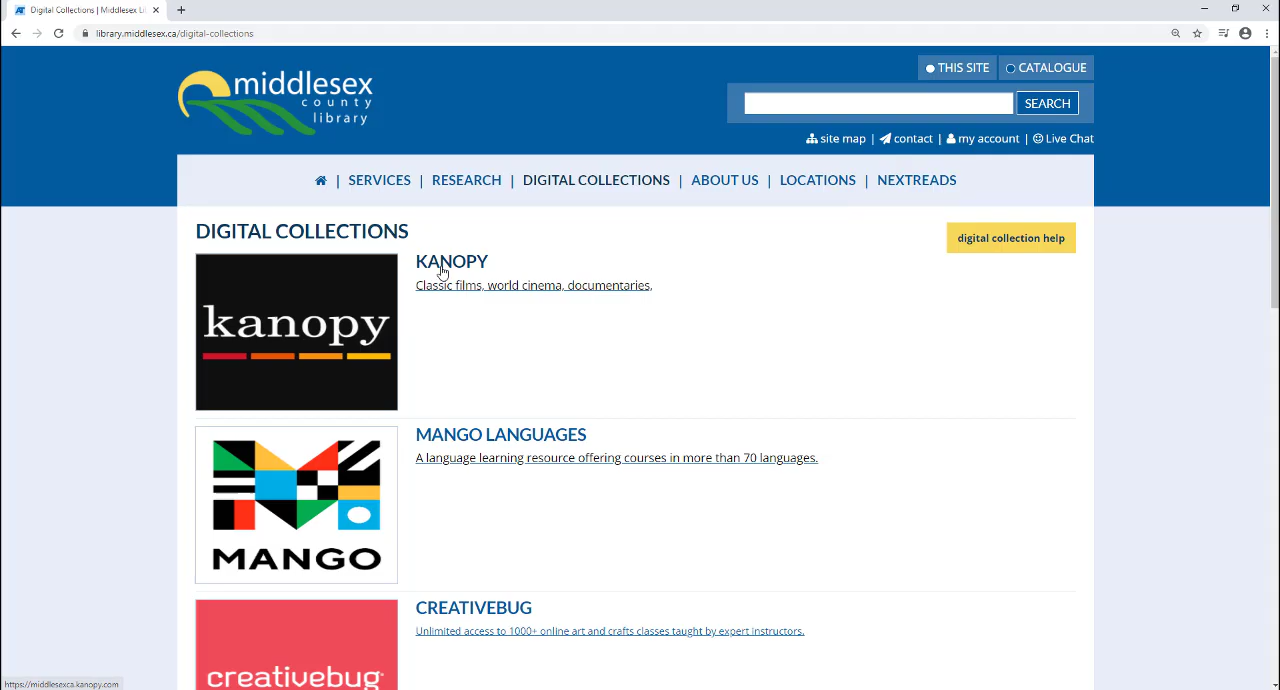 Digital Collections | Middlesex Li
library.middlesex.ca/digital-collections
middlesex
county
library
THIS SITE CATALOGUE
SEARCH
site map | contact | my account | Live Chat
| SERVICES | RESEARCH | DIGITAL COLLECTIONS | ABOUT US | LOCATIONS | NEXTREADS
DIGITAL COLLECTIONS
digital collection help
kanopy
KANOPY
Classic films, world cinema, documentaries,
MANGO
MANGO LANGUAGES
A language learning resource offering courses in more than 70 languages.
creativebug
CREATIVEBUG
Unlimited access to 1000+ online art and crafts classes taught by expert instructors.
https://middlesexca.kanopy.com